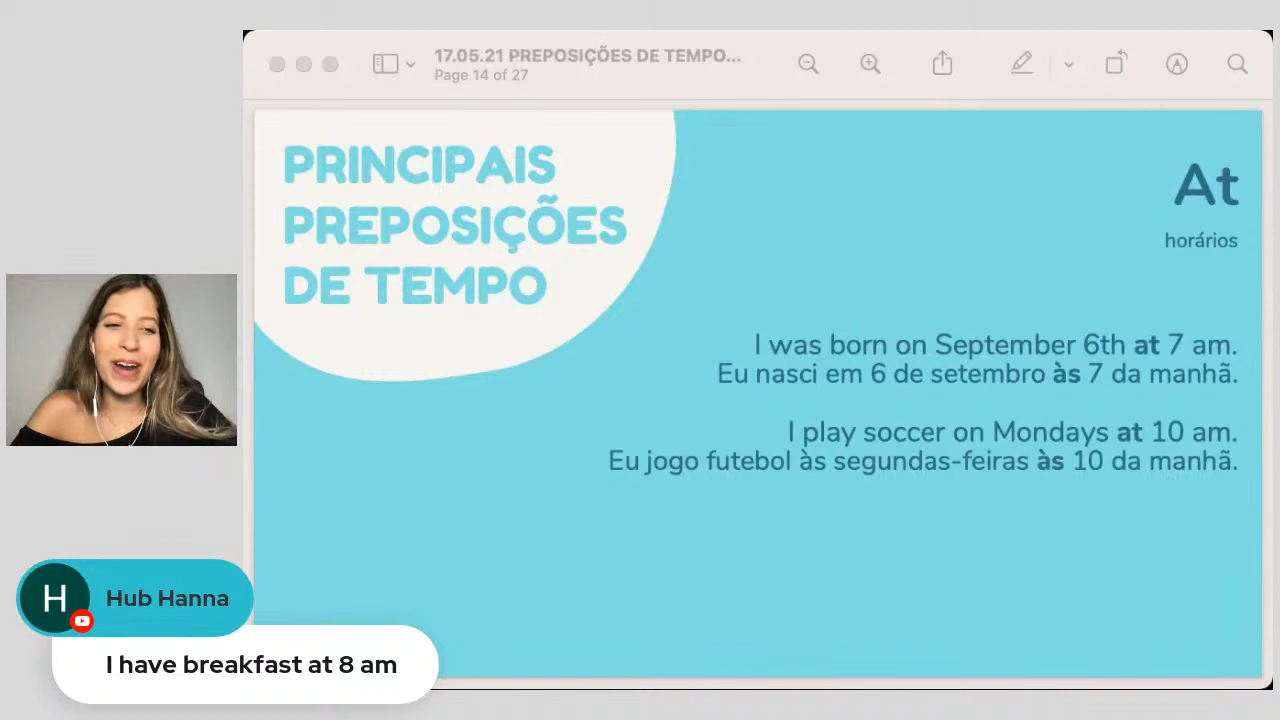 17.05.21 PREPOSIÇÕES DE TEMPO...
Page 14 of 27
PRINCIPAIS
PREPOSIÇÕES
DE TEMPO
At
horários
I was born on September 6th at 7 am.
Eu nasci em 6 de setembro às 7 da manhã.
I play soccer on Mondays at 10 am.
Eu jogo futebol às segundas-feiras às 10 da manhã.
H
Hub Hanna
I have breakfast at 8 am